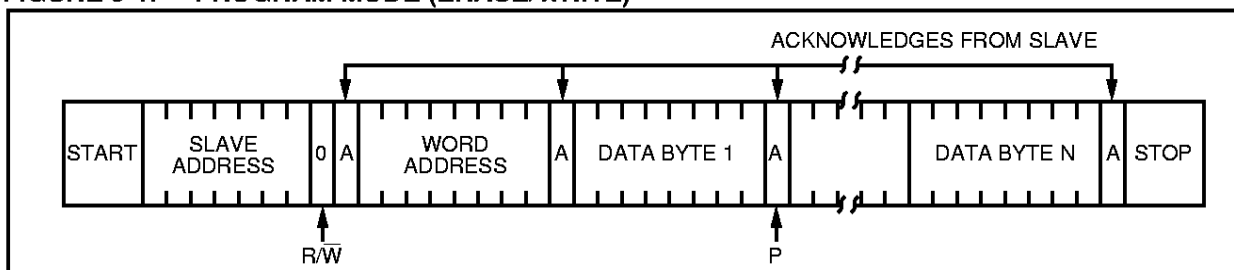 FIGURE 5-1: PROGRAM MODE (ERASE/WRITE)
ACKNOWLEDGES FROM SLAVE
START SLAVE ADDRESS 0 A WORD ADDRESS A DATA BYTE 1 A DATA BYTE N A STOP
R/W̅ P